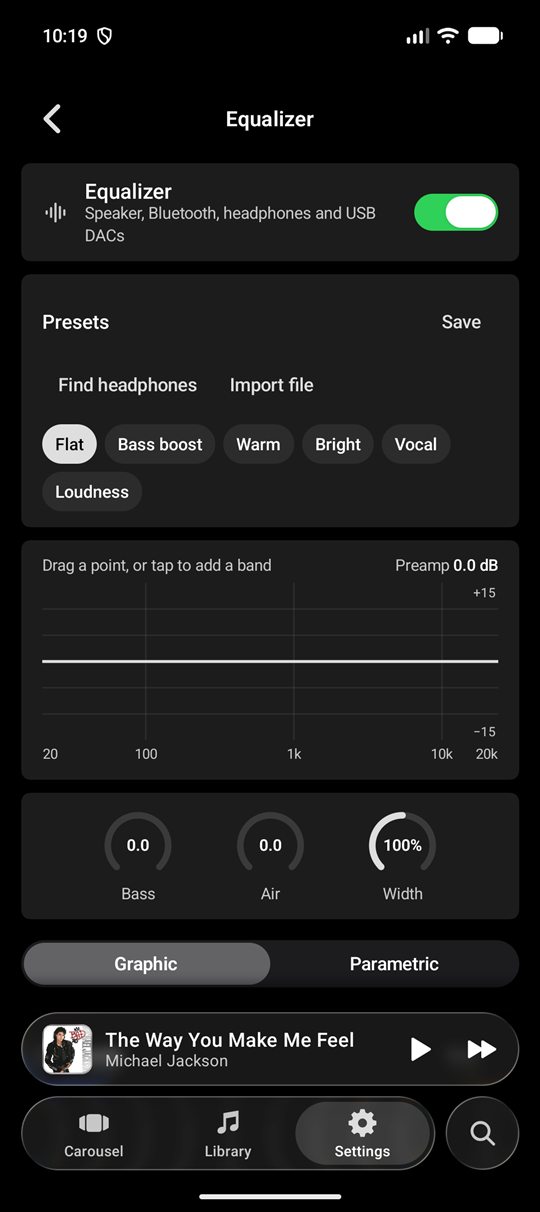 10:19
Equalizer
Equalizer
Speaker, Bluetooth, headphones and USB
DACs
Presets
Save
Find headphones
Import file
Flat
Bass boost
Warm
Bright
Vocal
Loudness
Drag a point, or tap to add a band
Preamp 0.0 dB
+15
−15
20
100
1k
10k
20k
0.0
0.0
100%
Bass
Air
Width
Graphic
Parametric
The Way You Make Me Feel
Michael Jackson
Carousel
Library
Settings